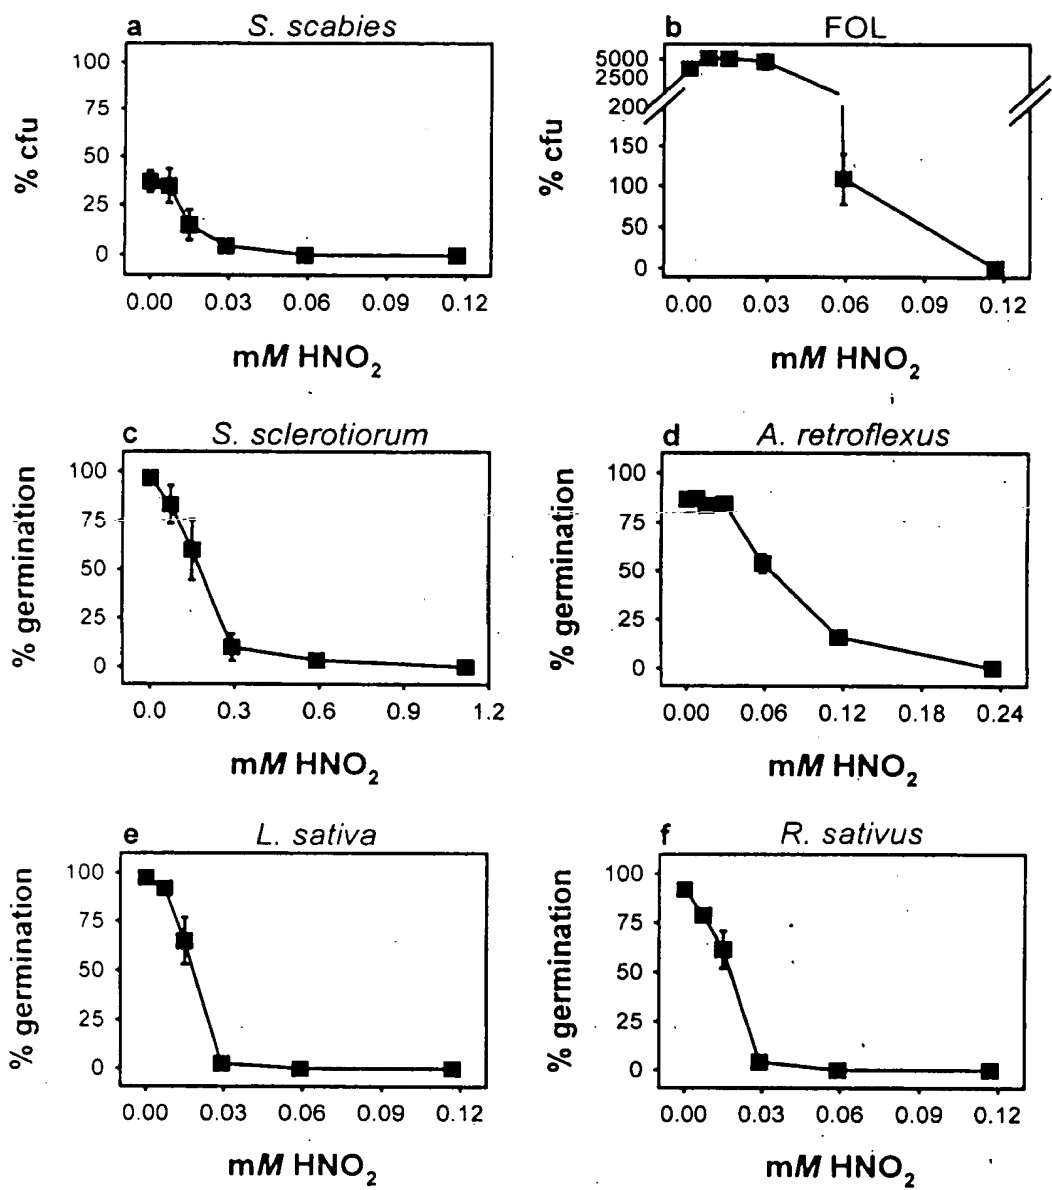 a S. scabies
100
75
50
25
0
% cfu
0.00 0.03 0.06 0.09 0.12
mM HNO2
b FOL
5000
2500
200
150
100
50
0
% cfu
0.00 0.03 0.06 0.09 0.12
mM HNO2
c S. sclerotiorum
100
75
50
25
0
% germination
0.0 0.3 0.6 0.9 1.2
mM HNO2
d A. retroflexus
100
75
50
25
0
% germination
0.00 0.06 0.12 0.18 0.24
mM HNO2
e L. sativa
100
75
50
25
0
% germination
0.00 0.03 0.06 0.09 0.12
mM HNO2
f R. sativus
100
75
50
25
0
% germination
0.00 0.03 0.06 0.09 0.12
mM HNO2